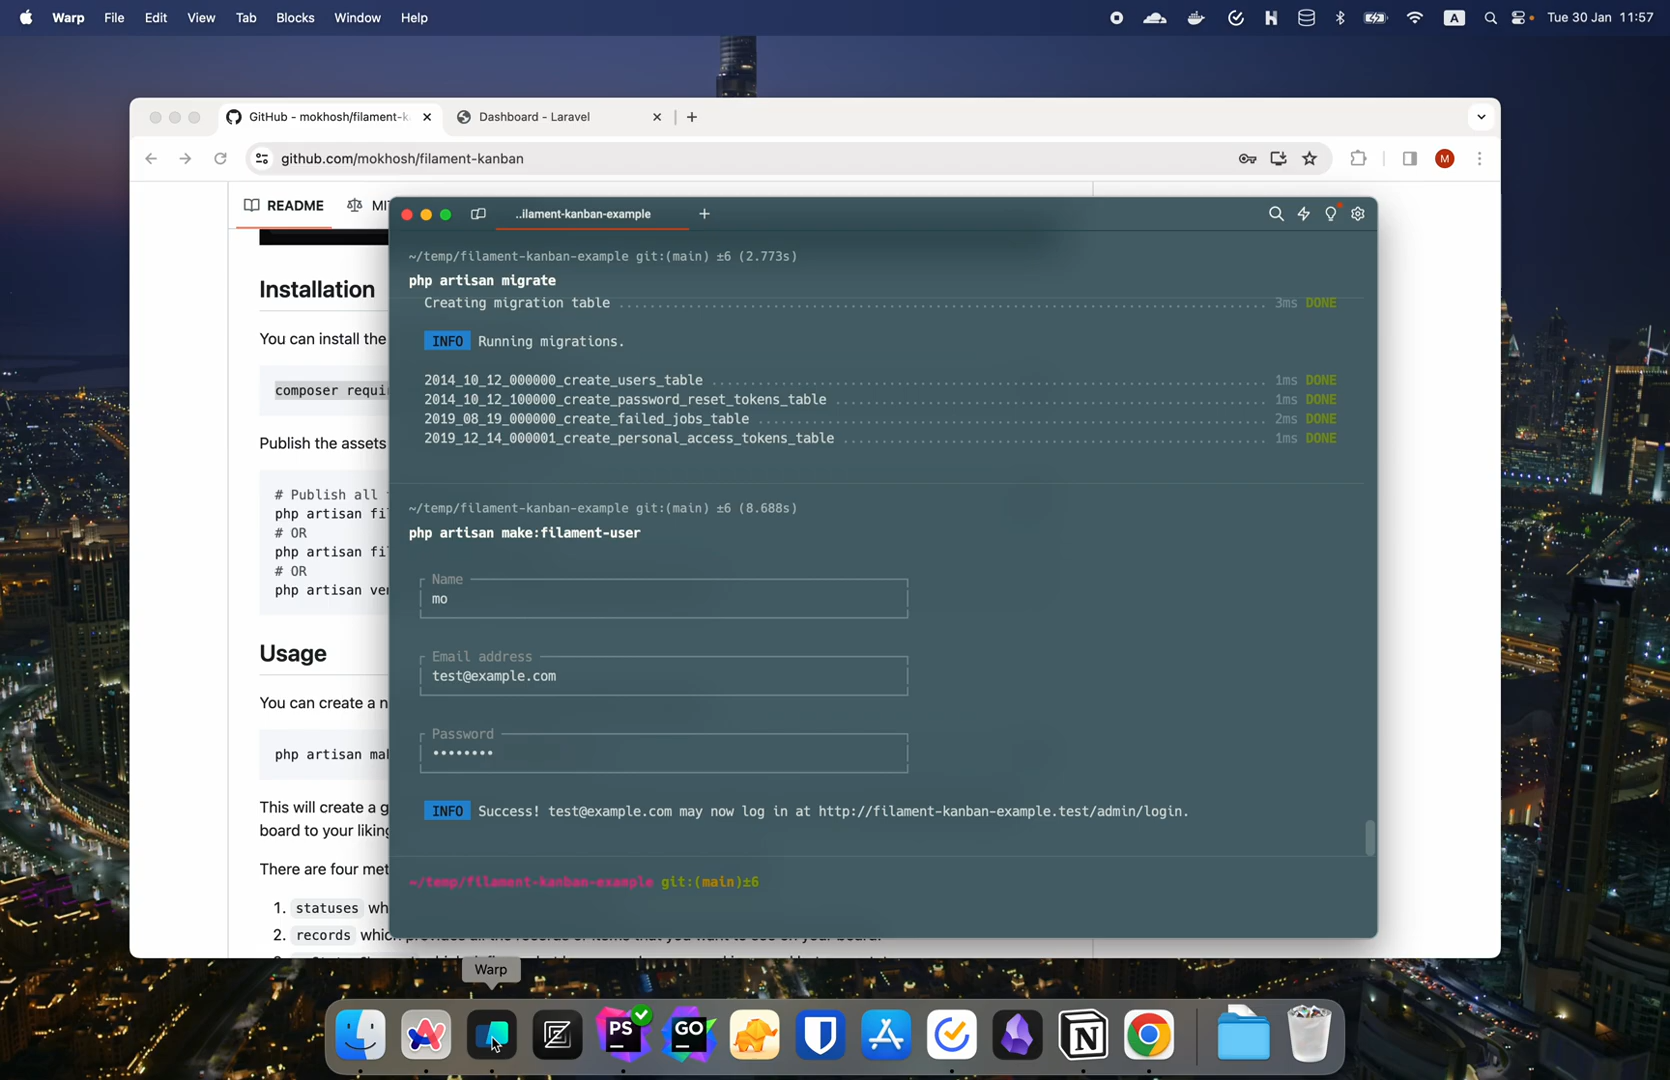 Warp File Edit View Tab Blocks Window Help
A Tue 30 Jan 11:57
GitHub - mokhosh/filament-k Dashboard - Laravel
github.com/mokhosh/filament-kanban
M
README
..ilament-kanban-example
~/temp/filament-kanban-example git:(main) ±6 (2.773s)
php artisan migrate
Creating migration table 3ms DONE
INFO Running migrations.
2014_10_12_000000_create_users_table 1ms DONE
2014_10_12_100000_create_password_reset_tokens_table 1ms DONE
2019_08_19_000000_create_failed_jobs_table 2ms DONE
2019_12_14_000001_create_personal_access_tokens_table 1ms DONE
~/temp/filament-kanban-example git:(main) ±6 (8.688s)
php artisan make:filament-user
Name
mo
Email address
test@example.com
Password
••••••••
INFO Success! test@example.com may now log in at http://filament-kanban-example.test/admin/login.
~/temp/filament-kanban-example git:(main)±6
Installation
You can install the
composer requi
Publish the assets
# Publish all
php artisan fi
# OR
php artisan fi
# OR
php artisan ve
Usage
You can create a n
php artisan ma
This will create a g
board to your liking
There are four met
1. statuses wh
2. records which
Warp
PS
GO
N